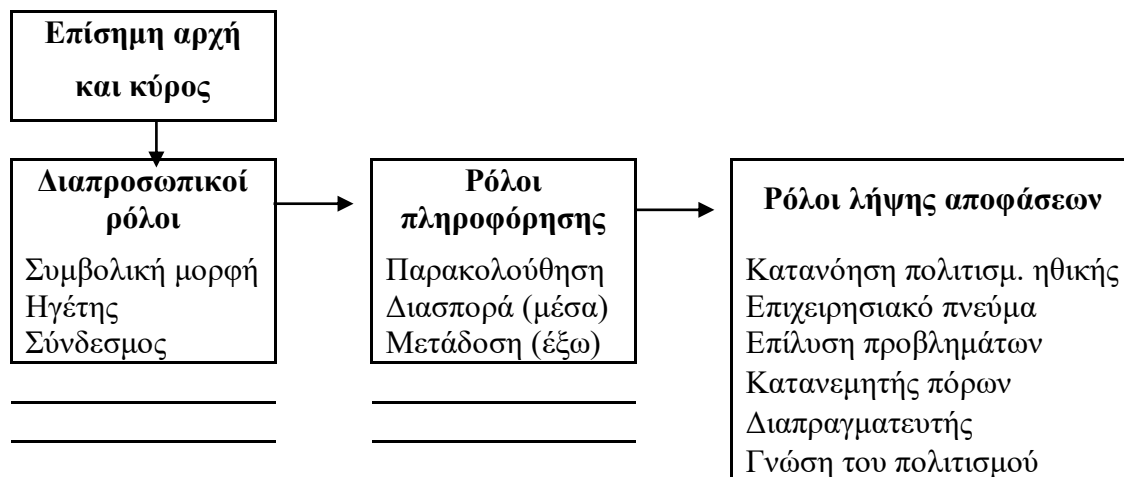 Επίσημη αρχή
και κύρος
Διαπροσωπικοί
ρόλοι
Συμβολική μορφή
Ηγέτης
Σύνδεσμος
Ρόλοι
πληροφόρησης
Παρακολούθηση
Διασπορά (μέσα)
Μετάδοση (έξω)
Ρόλοι λήψης αποφάσεων
Κατανόηση πολιτισμ. ηθικής
Επιχειρησιακό πνεύμα
Επίλυση προβλημάτων
Κατανεμητής πόρων
Διαπραγματευτής
Γνώση του πολιτισμού